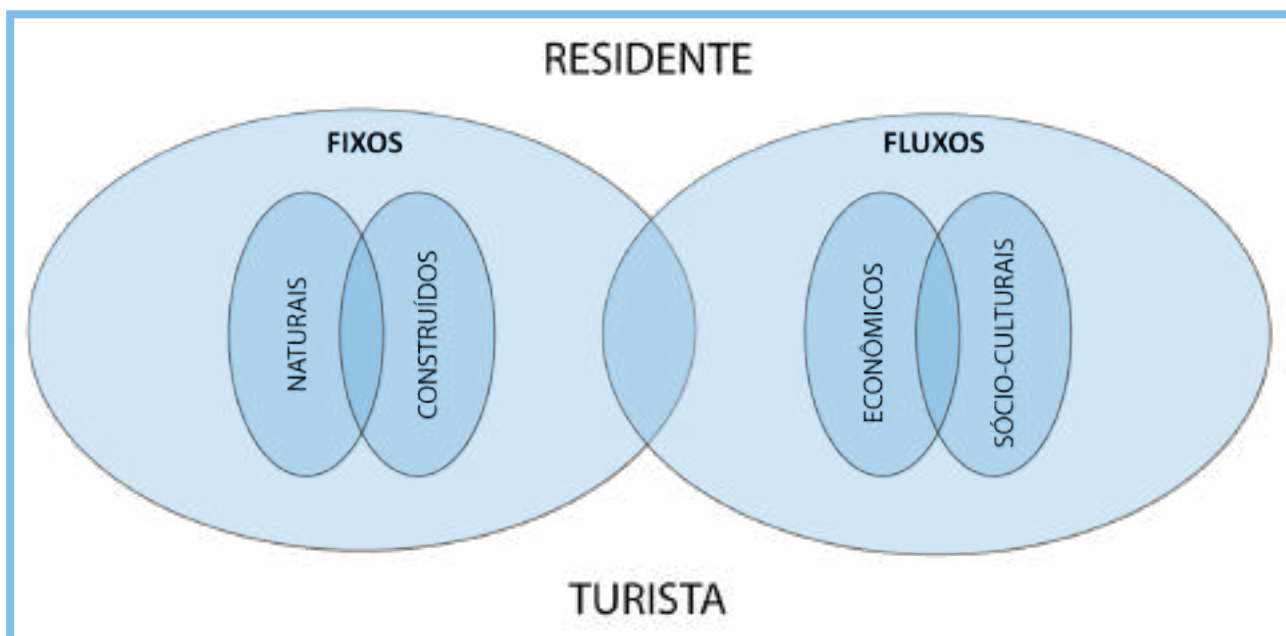 RESIDENTE
FIXOS
FLUXOS
NATURAIS
CONSTRUÍDOS
ECONÔMICOS
SÓCIO-CULTURAIS
TURISTA